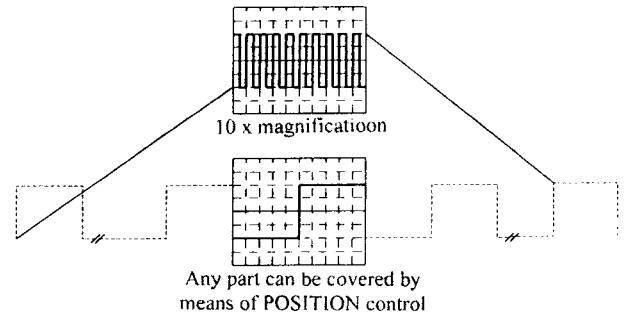 10 x magnificatioon
Any part can be covered by
means of POSITION control